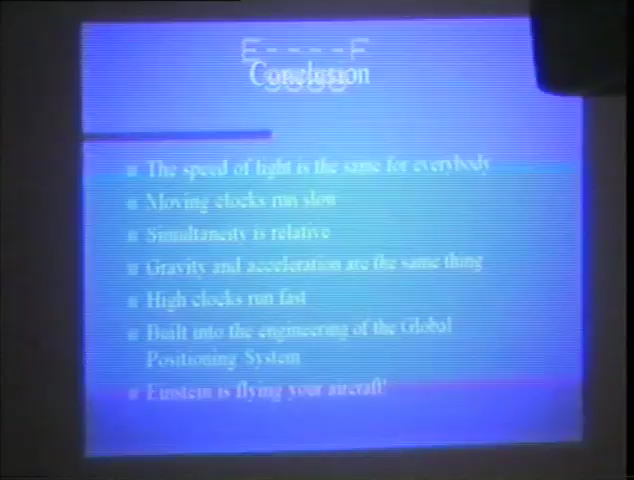 E-----F
Conclusion
The speed of light is the same for everybody
Moving clocks run slow
Simultaneity is relative
Gravity and acceleration are the same thing
High clocks run fast
Built into the engineering of the Global
Positioning System
Einstein is flying your aircraft!